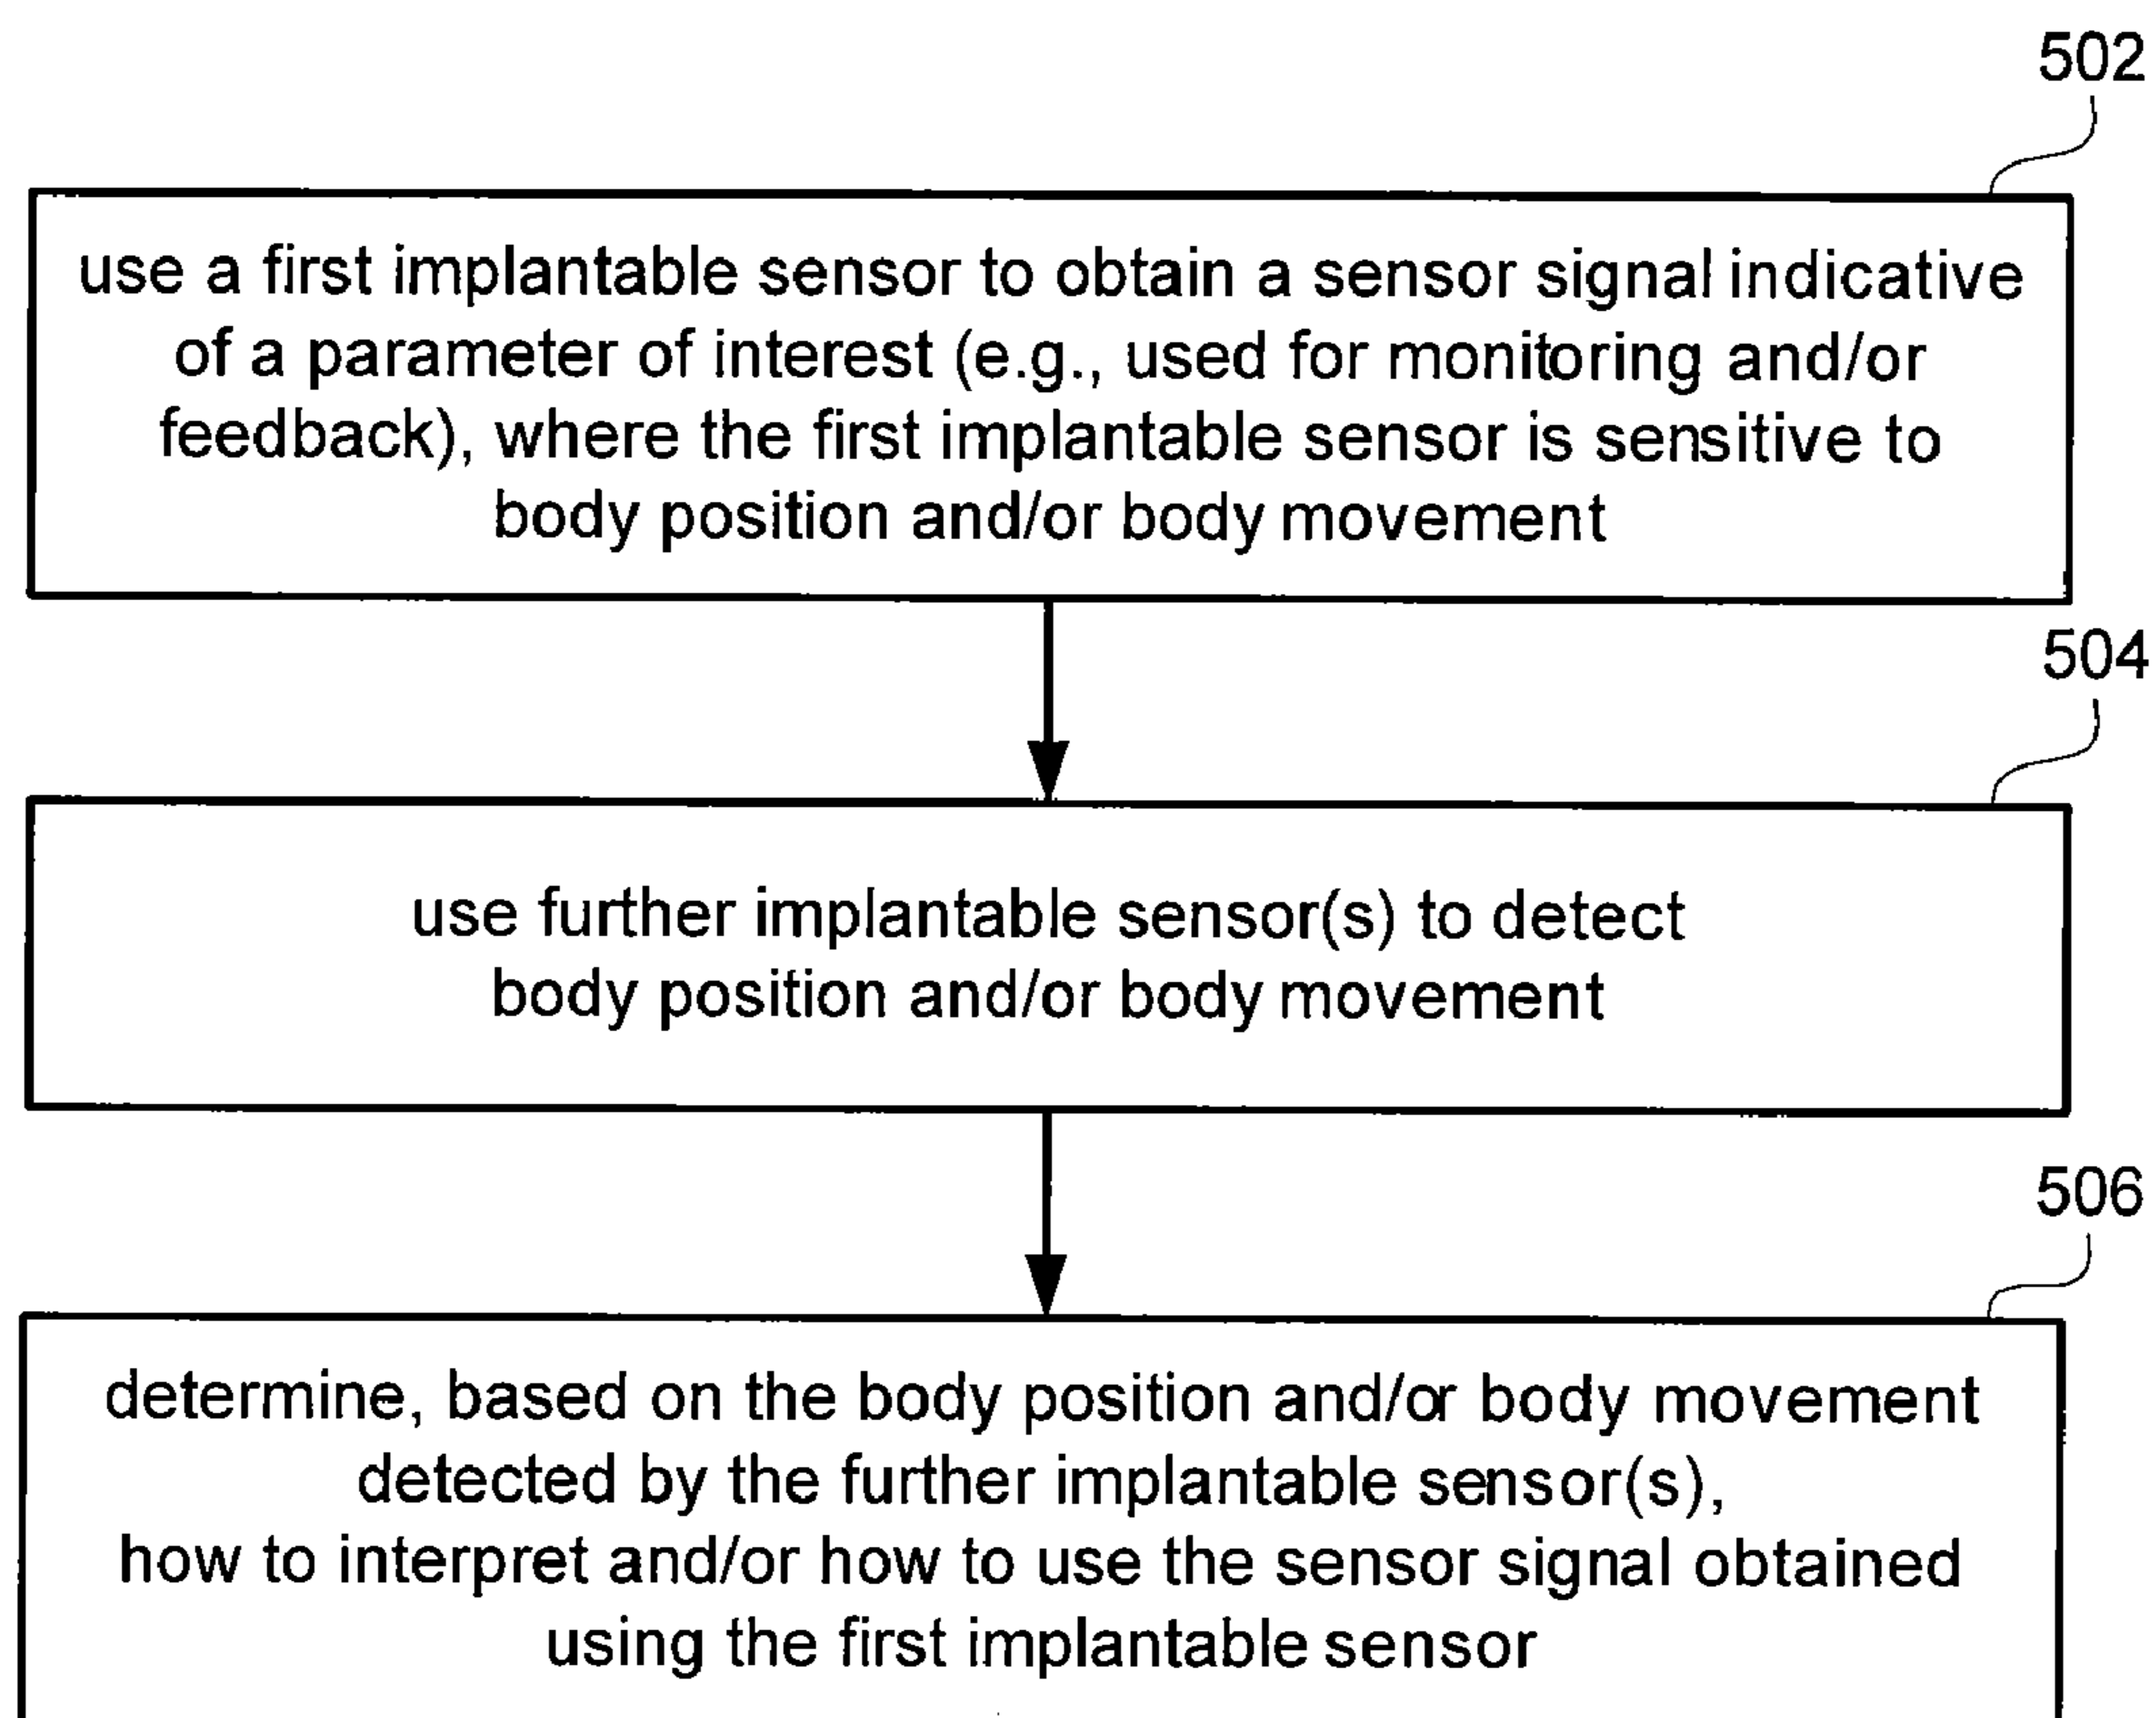 502
use a first implantable sensor to obtain a sensor signal indicative
of a parameter of interest (e.g., used for monitoring and/or
feedback), where the first implantable sensor is sensitive to
body position and/or body movement
504
use further implantable sensor(s) to detect
body position and/or body movement
506
determine, based on the body position and/or body movement
detected by the further implantable sensor(s),
how to interpret and/or how to use the sensor signal obtained
using the first implantable sensor